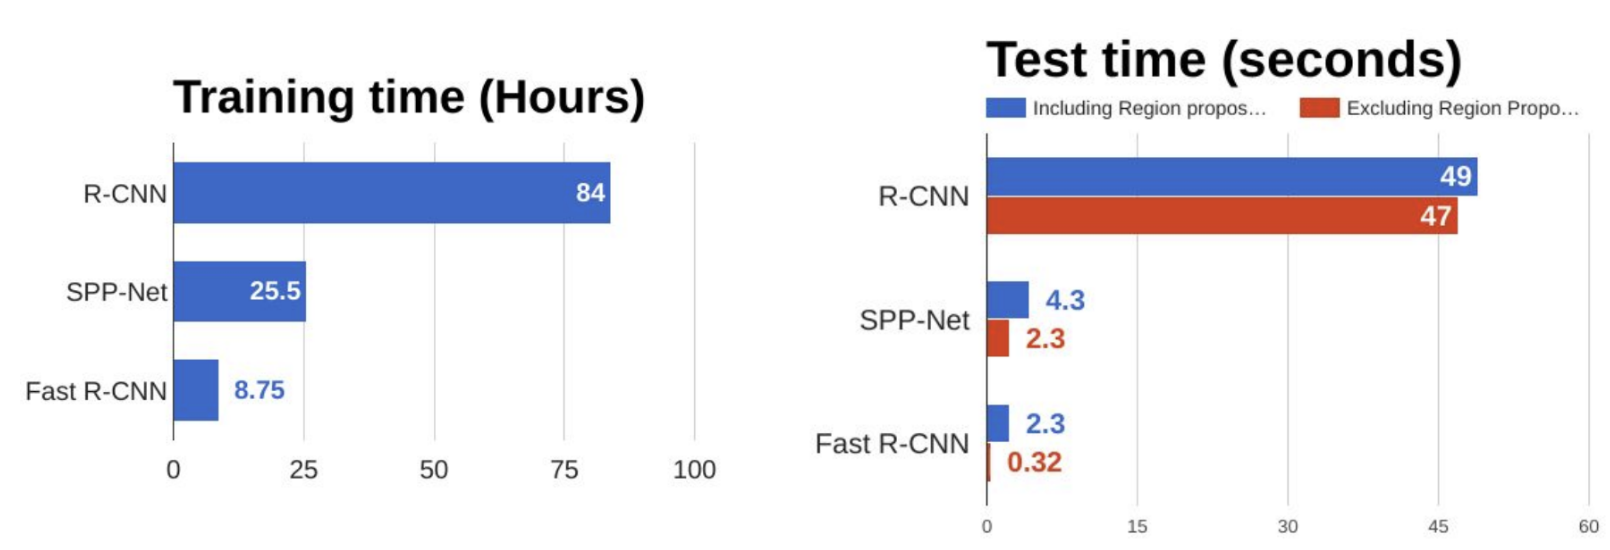 Training time (Hours)
R-CNN
84
SPP-Net
25.5
Fast R-CNN
8.75
0 25 50 75 100
Test time (seconds)
Including Region propos… Excluding Region Propo…
R-CNN
49
47
SPP-Net
4.3
2.3
Fast R-CNN
2.3
0.32
0 15 30 45 60